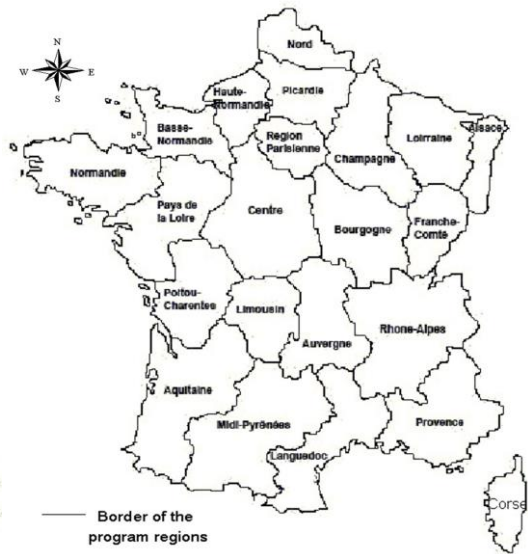 N
W E
S
Nord
Haute-
Normandie
Picardie
Basse-
Normandie
Region
Parisienne
Champagne
Lorraine
Alsace
Normandie
Pays de
la Loire
Centre
Bourgogne
Franche-
Comté
Poitou-
Charentes
Limousin
Auvergne
Rhone-Alpes
Aquitaine
Midi-Pyrénées
Languedoc
Provence
Corse
Border of the
program regions